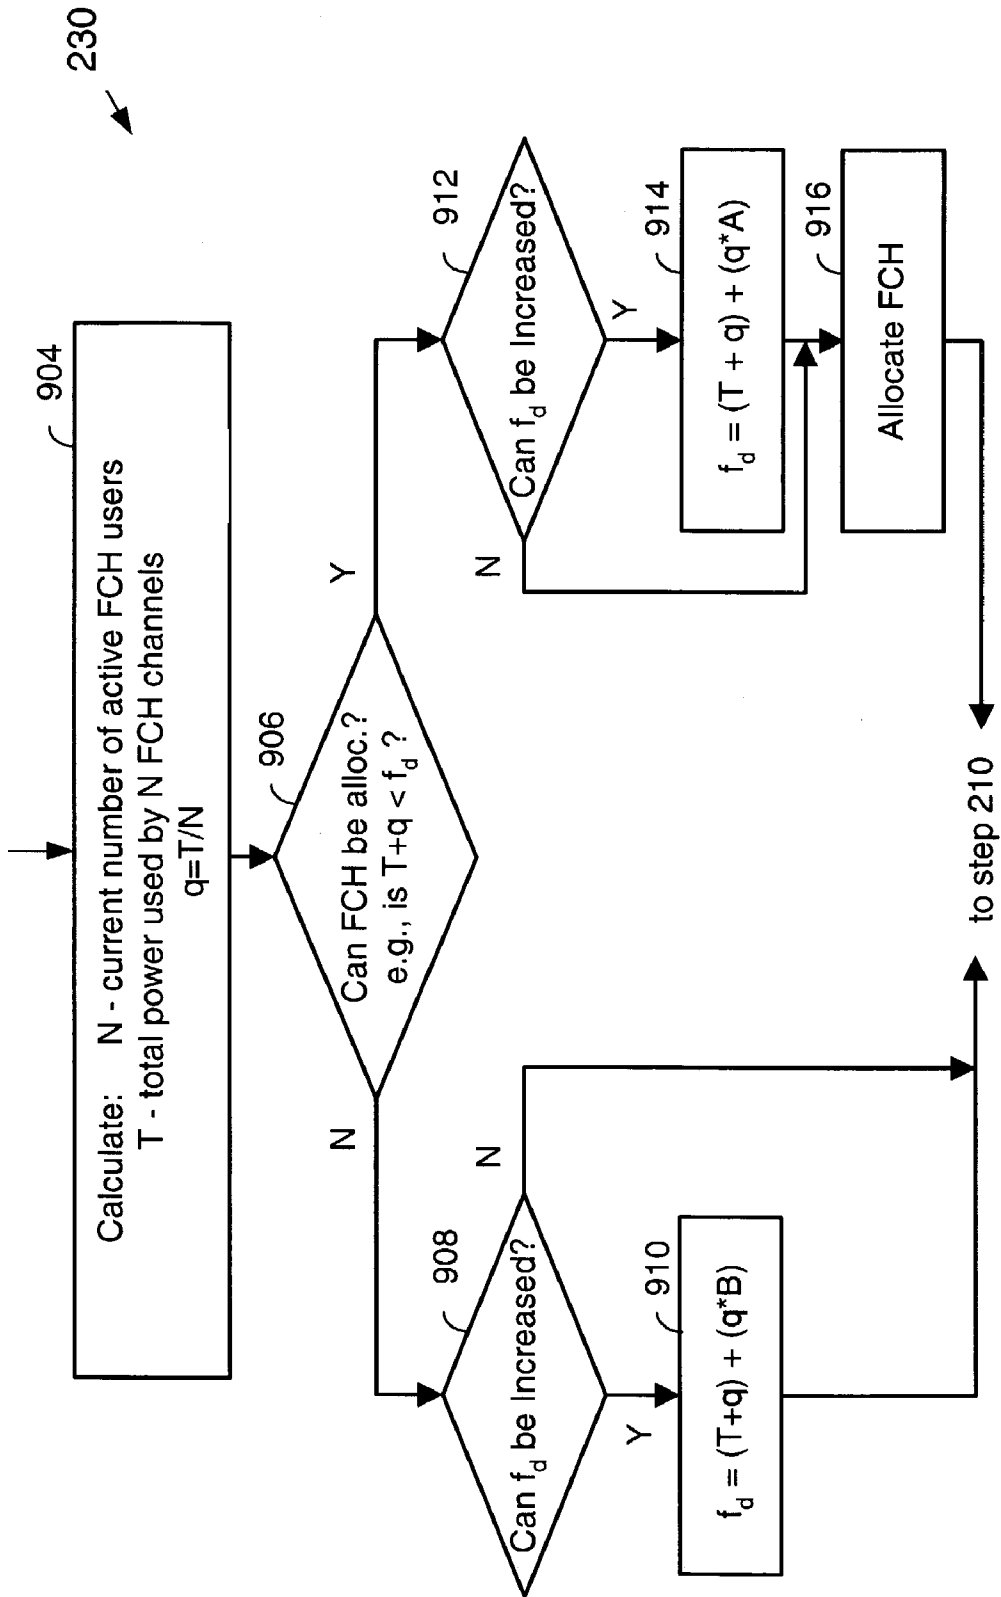 230
904
Calculate: N - current number of active FCH users
T - total power used by N FCH channels
q=T/N
906
Can FCH be alloc.?
e.g., is T+q < f_d ?
N
Y
908
Can f_d be Increased?
N
Y
910
f_d = (T+q) + (q*B)
912
Can f_d be Increased?
N
Y
914
f_d = (T + q) + (q*A)
916
Allocate FCH
to step 210